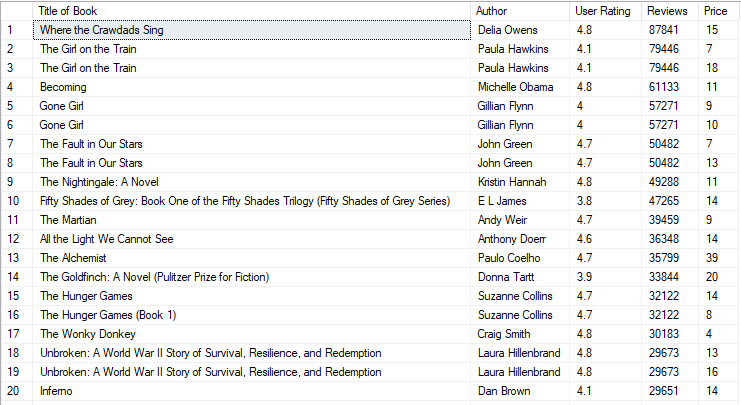 Title of Book Author User Rating Reviews Price
1 Where the Crawdads Sing Delia Owens 4.8 87841 15
2 The Girl on the Train Paula Hawkins 4.1 79446 7
3 The Girl on the Train Paula Hawkins 4.1 79446 18
4 Becoming Michelle Obama 4.8 61133 11
5 Gone Girl Gillian Flynn 4 57271 9
6 Gone Girl Gillian Flynn 4 57271 10
7 The Fault in Our Stars John Green 4.7 50482 7
8 The Fault in Our Stars John Green 4.7 50482 13
9 The Nightingale: A Novel Kristin Hannah 4.8 49288 11
10 Fifty Shades of Grey: Book One of the Fifty Shades Trilogy (Fifty Shades of Grey Series) E L James 3.8 47265 14
11 The Martian Andy Weir 4.7 39459 9
12 All the Light We Cannot See Anthony Doerr 4.6 36348 14
13 The Alchemist Paulo Coelho 4.7 35799 39
14 The Goldfinch: A Novel (Pulitzer Prize for Fiction) Donna Tartt 3.9 33844 20
15 The Hunger Games Suzanne Collins 4.7 32122 14
16 The Hunger Games (Book 1) Suzanne Collins 4.7 32122 8
17 The Wonky Donkey Craig Smith 4.8 30183 4
18 Unbroken: A World War II Story of Survival, Resilience, and Redemption Laura Hillenbrand 4.8 29673 13
19 Unbroken: A World War II Story of Survival, Resilience, and Redemption Laura Hillenbrand 4.8 29673 16
20 Inferno Dan Brown 4.1 29651 14